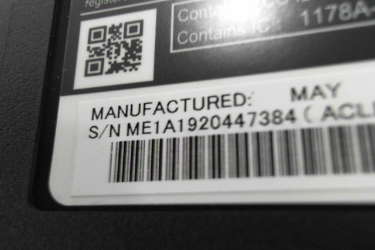 Contains IC: 1178A-
MANUFACTURED: MAY
S/N ME1A1920447384 ( ACL